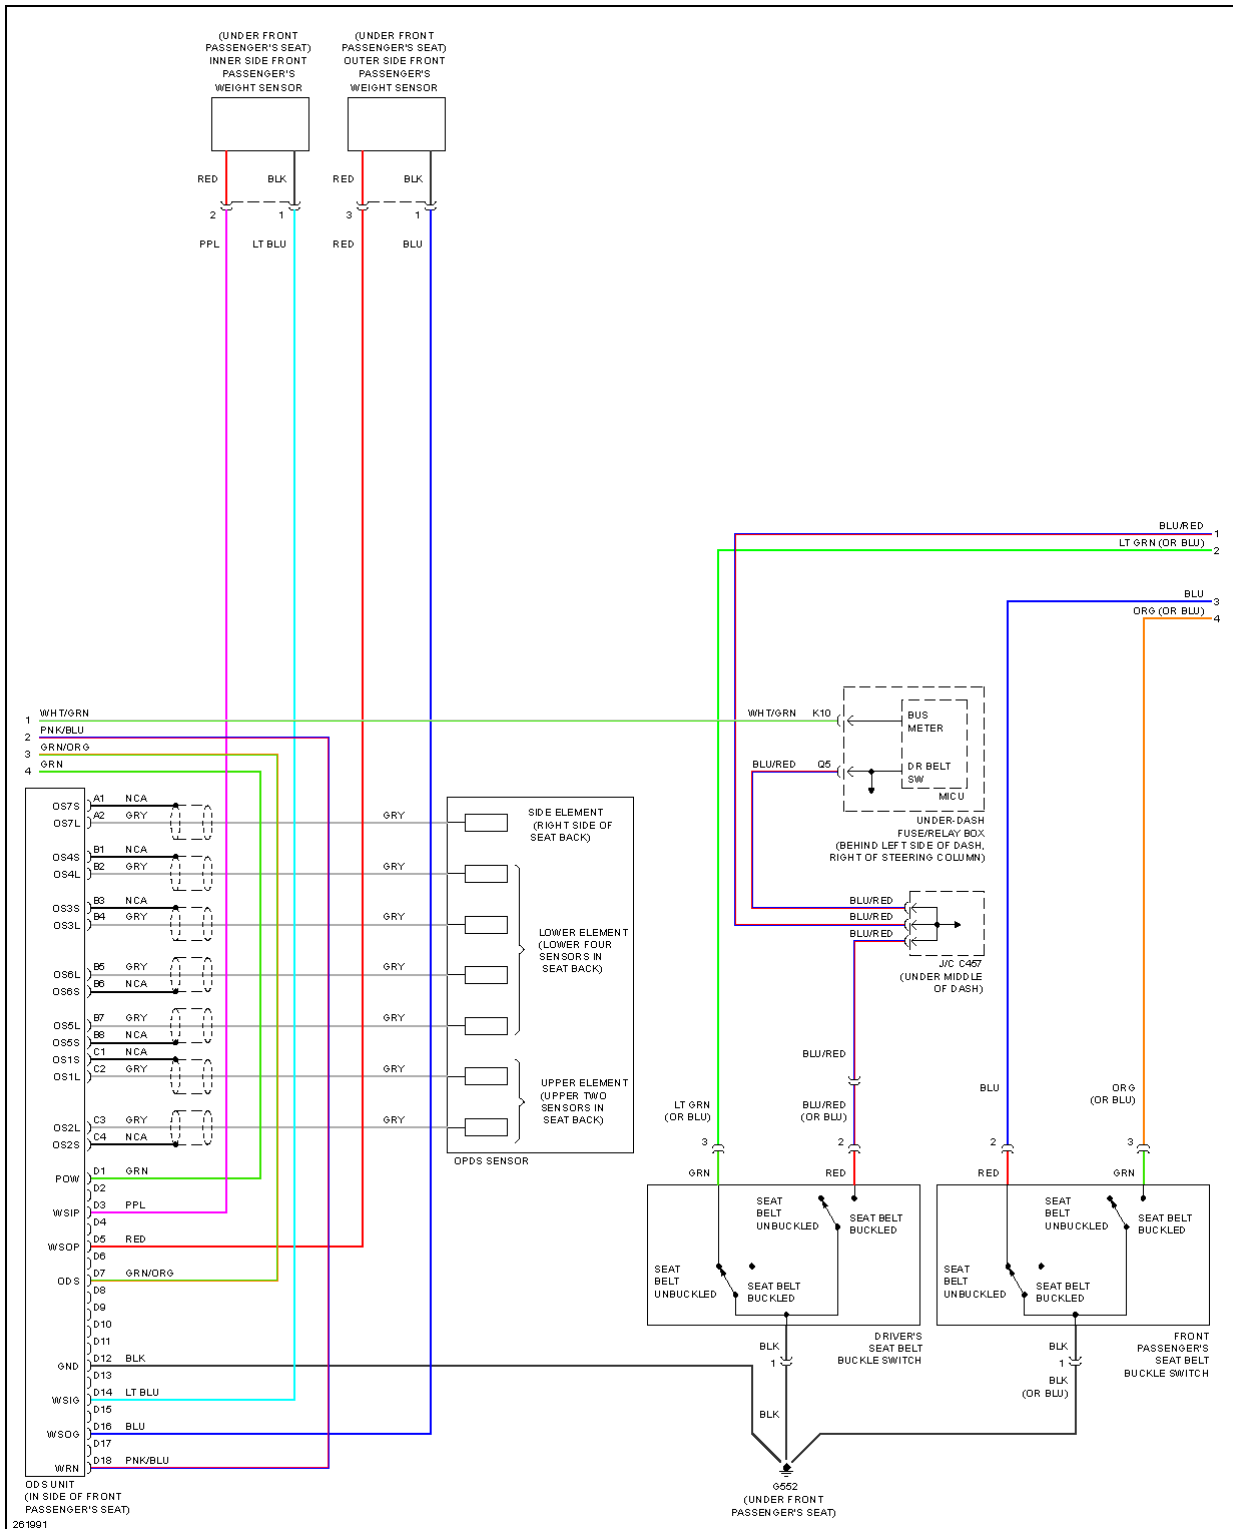 (UNDER FRONT
PASSENGER'S SEAT)
INNER SIDE FRONT
PASSENGER'S
WEIGHT SENSOR
(UNDER FRONT
PASSENGER'S SEAT)
OUTER SIDE FRONT
PASSENGER'S
WEIGHT SENSOR
RED BLK RED BLK
2 1 3 1
PPL LT BLU RED BLU
BLU/RED 1
LT GRN (OR BLU) 2
BLU 3
ORG (OR BLU) 4
1 WHT/GRN
2 PNK/BLU
3 GRN/ORG
4 GRN
WHT/GRN K10
BUS
METER
BLU/RED Q5
DR BELT
SW
MICU
UNDER-DASH
FUSE/RELAY BOX
(BEHIND LEFT SIDE OF DASH,
RIGHT OF STEERING COLUMN)
BLU/RED
BLU/RED
BLU/RED
J/C C457
(UNDER MIDDLE
OF DASH)
OS7S A1 NCA
OS7L A2 GRY GRY
OS4S B1 NCA
OS4L B2 GRY GRY
OS3S B3 NCA
OS3L B4 GRY GRY
OS6L B5 GRY GRY
OS6S B6 NCA
OS5L B7 GRY GRY
OS5S B8 NCA
OS1S C1 NCA
OS1L C2 GRY GRY
OS2L C3 GRY GRY
OS2S C4 NCA
POW D1 GRN
D2
WSIP D3 PPL
D4
WSOP D5 RED
D6
ODS D7 GRN/ORG
D8
D9
D10
D11
GND D12 BLK
D13
WSIG D14 LT BLU
D15
WSOG D16 BLU
D17
WRN D18 PNK/BLU
ODS UNIT
(IN SIDE OF FRONT
PASSENGER'S SEAT)
SIDE ELEMENT
(RIGHT SIDE OF
SEAT BACK)
LOWER ELEMENT
(LOWER FOUR
SENSORS IN
SEAT BACK)
UPPER ELEMENT
(UPPER TWO
SENSORS IN
SEAT BACK)
OPDS SENSOR
BLU/RED
LT GRN
(OR BLU)
BLU/RED
(OR BLU)
BLU
ORG
(OR BLU)
3 2 2 3
GRN RED RED GRN
SEAT
BELT
UNBUCKLED
SEAT BELT
BUCKLED
SEAT
BELT
UNBUCKLED
SEAT BELT
BUCKLED
DRIVER'S
SEAT BELT
BUCKLE SWITCH
SEAT
BELT
UNBUCKLED
SEAT BELT
BUCKLED
SEAT
BELT
UNBUCKLED
SEAT BELT
BUCKLED
FRONT
PASSENGER'S
SEAT BELT
BUCKLE SWITCH
BLK
1
BLK
BLK
1
BLK
(OR BLU)
G552
(UNDER FRONT
PASSENGER'S SEAT)
261991